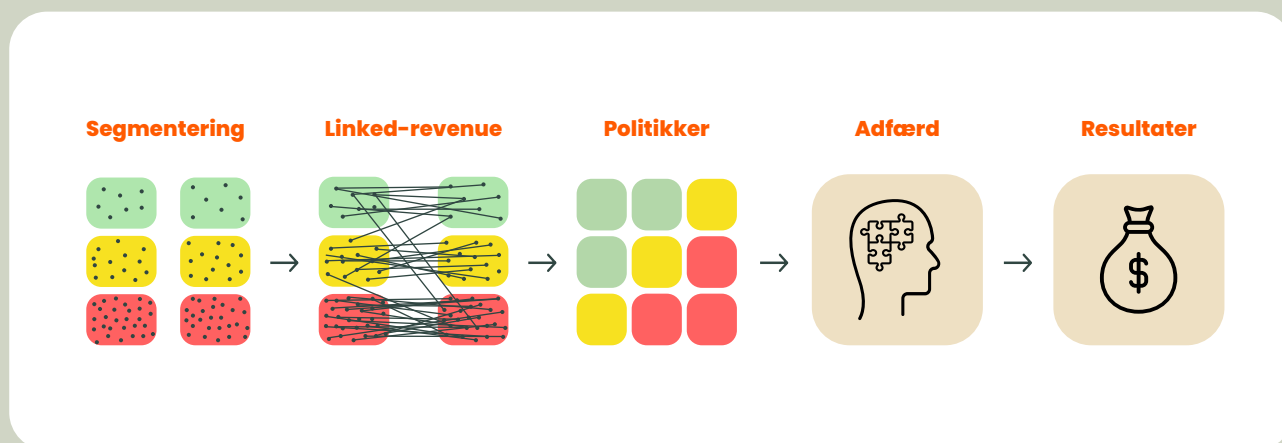 Segmentering
Linked-revenue
Politikker
Adfærd
Resultater
$